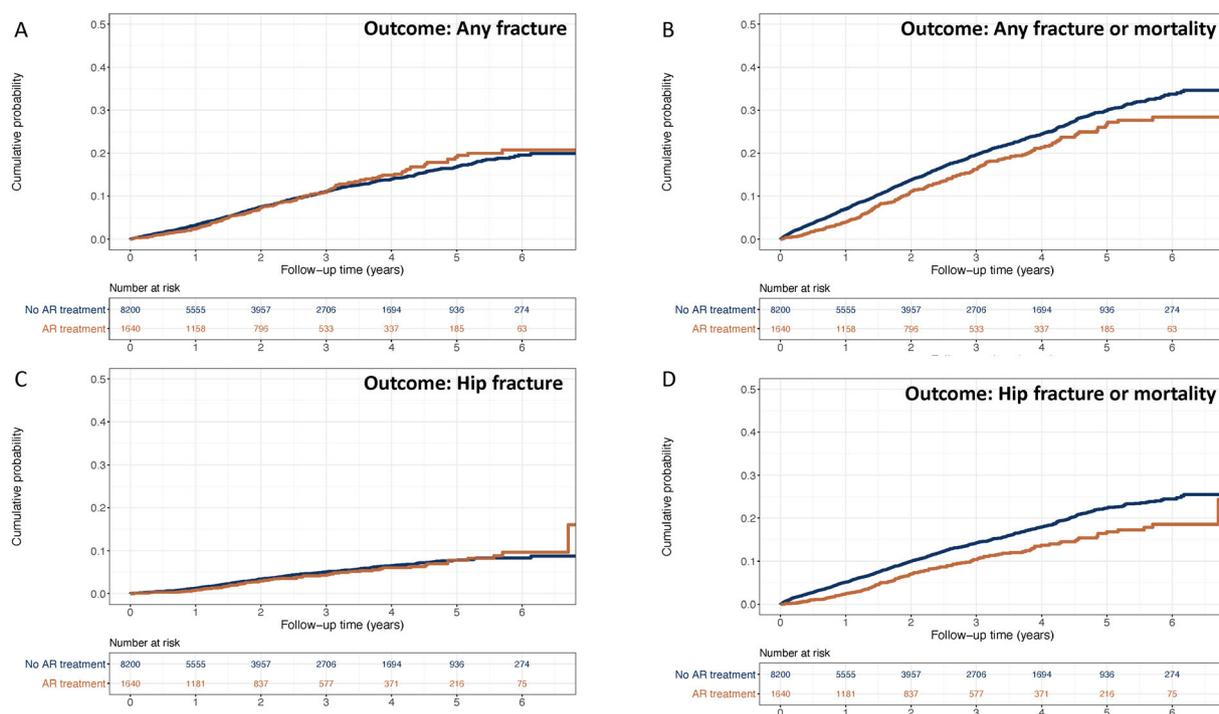 A
Outcome: Any fracture
Cumulative probability
0.5
0.4
0.3
0.2
0.1
0.0
0 1 2 3 4 5 6
Follow-up time (years)
Number at risk
No AR treatment 8200 5555 3957 2706 1694 936 274
AR treatment 1640 1158 796 533 337 185 63
0 1 2 3 4 5 6
B
Outcome: Any fracture or mortality
Cumulative probability
0.5
0.4
0.3
0.2
0.1
0.0
0 1 2 3 4 5 6
Follow-up time (years)
Number at risk
No AR treatment 8200 5555 3957 2706 1694 936 274
AR treatment 1640 1158 796 533 337 185 63
0 1 2 3 4 5 6
C
Outcome: Hip fracture
Cumulative probability
0.5
0.4
0.3
0.2
0.1
0.0
0 1 2 3 4 5 6
Follow-up time (years)
Number at risk
No AR treatment 8200 5555 3957 2706 1694 936 274
AR treatment 1640 1181 837 577 371 216 75
0 1 2 3 4 5 6
D
Outcome: Hip fracture or mortality
Cumulative probability
0.5
0.4
0.3
0.2
0.1
0.0
0 1 2 3 4 5 6
Follow-up time (years)
Number at risk
No AR treatment 8200 5555 3957 2706 1694 936 274
AR treatment 1640 1181 837 577 371 216 75
0 1 2 3 4 5 6